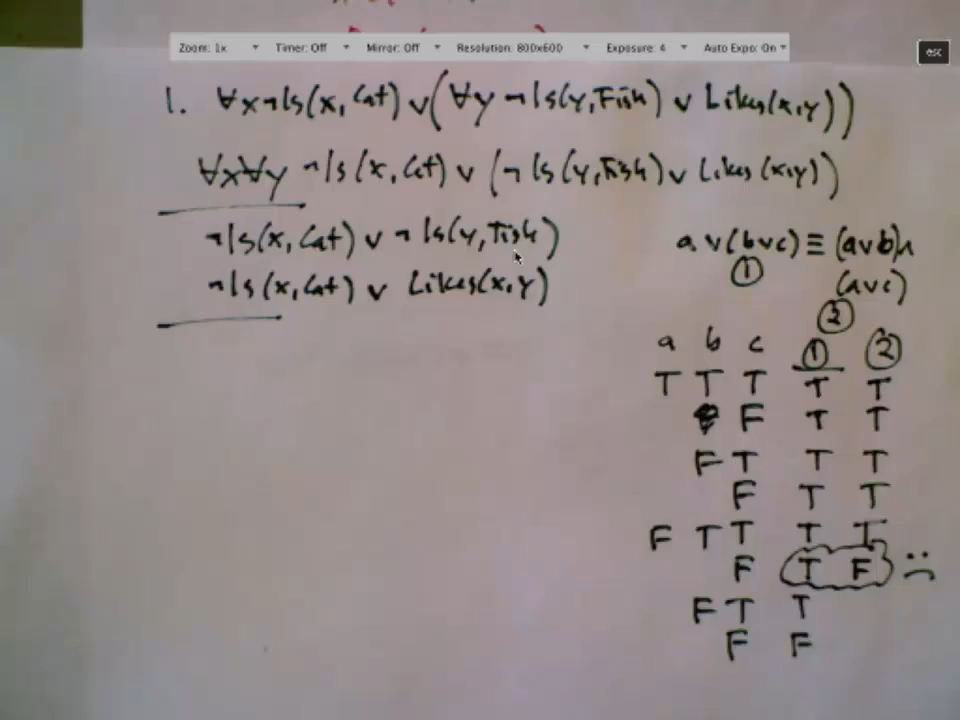 Zoom: 1x Timer: Off Mirror: Off Resolution: 800x600 Exposure: 4 Auto Expo: On
esc
1. ∀x¬Is(x, Cat) ∨ (∀y ¬Is(y, Fish) ∨ Likes(x,y))
∀x∀y ¬Is(x, Cat) ∨ (¬Is(y, Fish) ∨ Likes(x,y))
¬Is(x, Cat) ∨ ¬Is(y, Fish)
¬Is(x, Cat) ∨ Likes(x,y)
a ∨ (b ∨ c) ≡ (a ∨ b) ∧
① (a ∨ c)
②
a b c ① ②
T T T T T
F T T
F T T T
F T T
F T T T T
F T F
F T T
F F